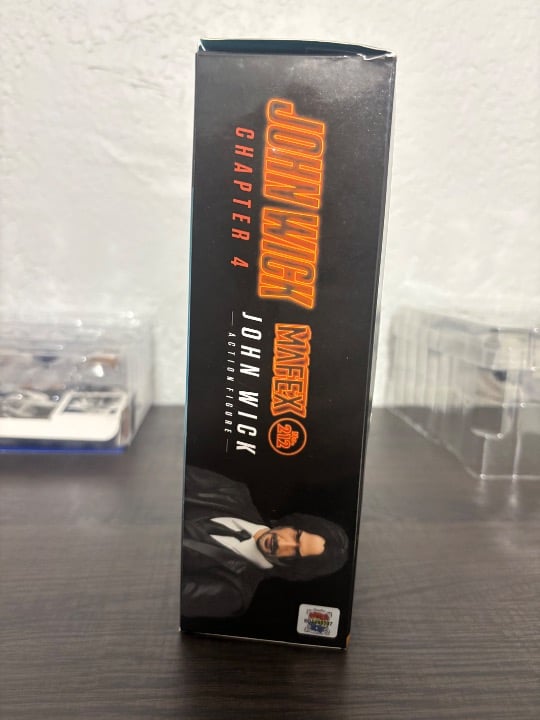 JOHN WICK
CHAPTER 4
MAFEX
No. 212
JOHN WICK
ACTION FIGURE